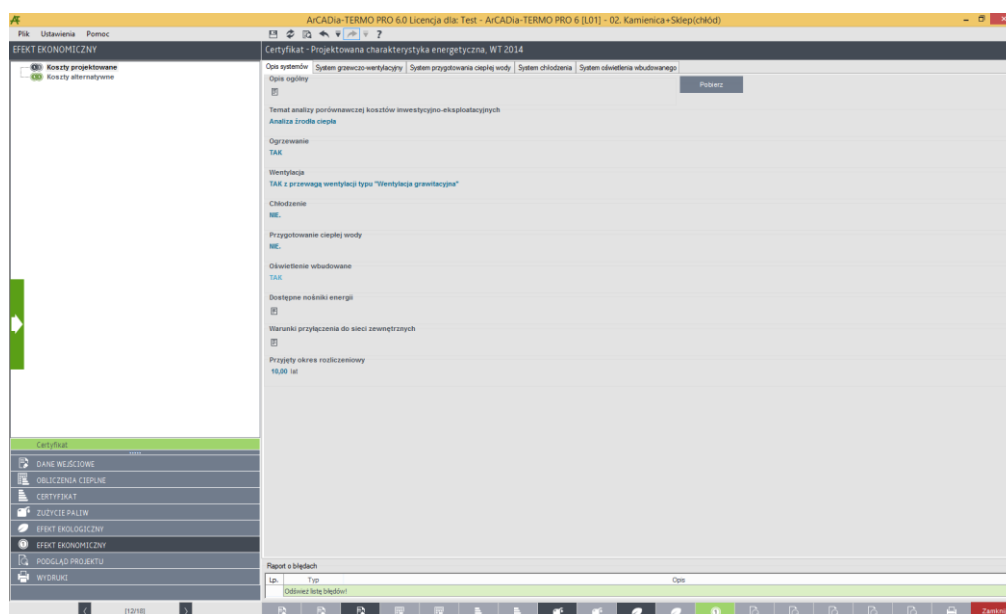 ArCADia-TERMO PRO 6.0 Licencja dla: Test - ArCADia-TERMO PRO 6 [L01] - 02. Kamienica+Sklep(chłód)
Plik Ustawienia Pomoc
EFEKT EKONOMICZNY
Certyfikat - Projektowana charakterystyka energetyczna, WT 2014
Koszty projektowane
Koszty alternatywne
Opis systemów System grzewczo-wentylacyjny System przygotowania ciepłej wody System chłodzenia System oświetlenia wbudowanego
Opis ogólny
Pobierz
Temat analizy porównawczej kosztów inwestycyjno-eksploatacyjnych
Analiza źródła ciepła
Ogrzewanie
TAK
Wentylacja
TAK z przewagą wentylacji typu "Wentylacja grawitacyjna"
Chłodzenie
NIE.
Przygotowanie ciepłej wody
NIE.
Oświetlenie wbudowane
TAK
Dostępne nośniki energii
Warunki przyłączenia do sieci zewnętrznych
Przyjęty okres rozliczeniowy
lat
Certyfikat
DANE WEJŚCIOWE
OBLICZENIA CIEPLNE
CERTYFIKAT
ZUŻYCIE PALIW
EFEKT EKOLOGICZNY
EFEKT EKONOMICZNY
PODGLĄD PROJEKTU
WYDRUKI
Raport o błędach
Lp. Typ Opis
Odśwież listę błędów!
[12/18]
Zamknij